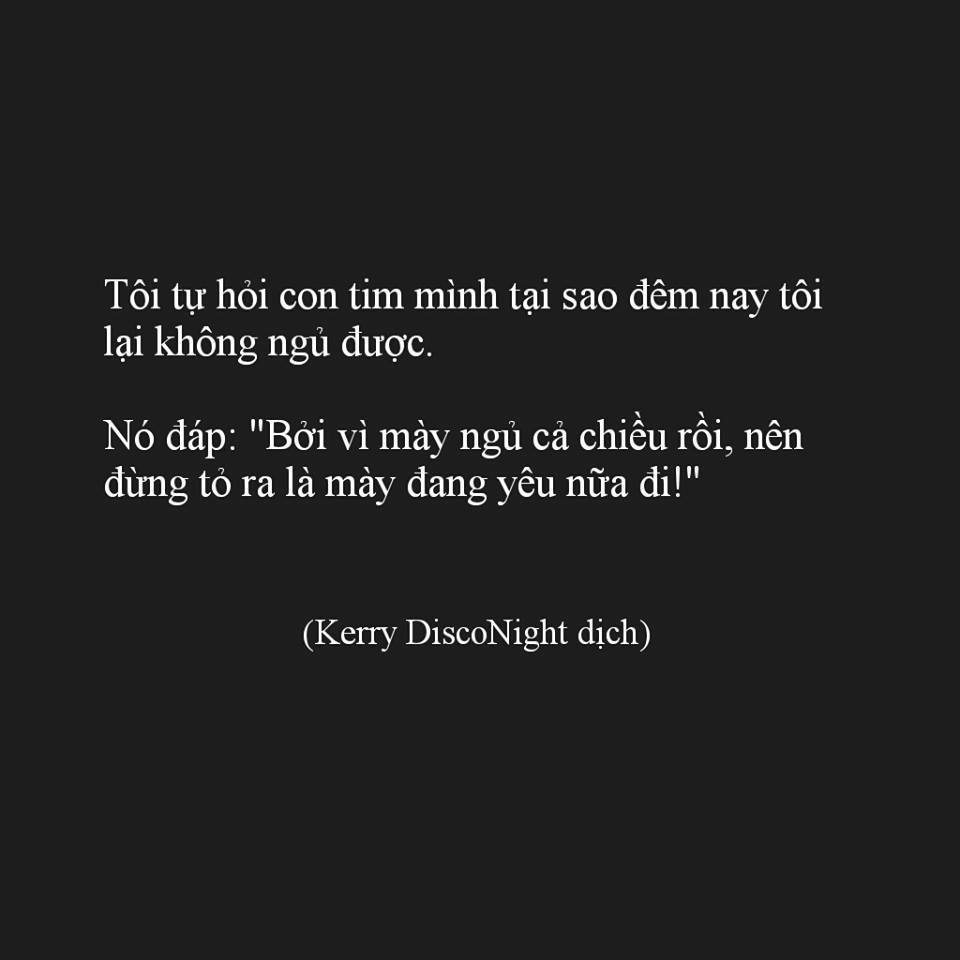 Tôi tự hỏi con tim mình tại sao đêm nay tôi
lại không ngủ được.
Nó đáp: "Bởi vì mày ngủ cả chiều rồi, nên
đừng tỏ ra là mày đang yêu nữa đi!"
(Kerry DiscoNight dịch)